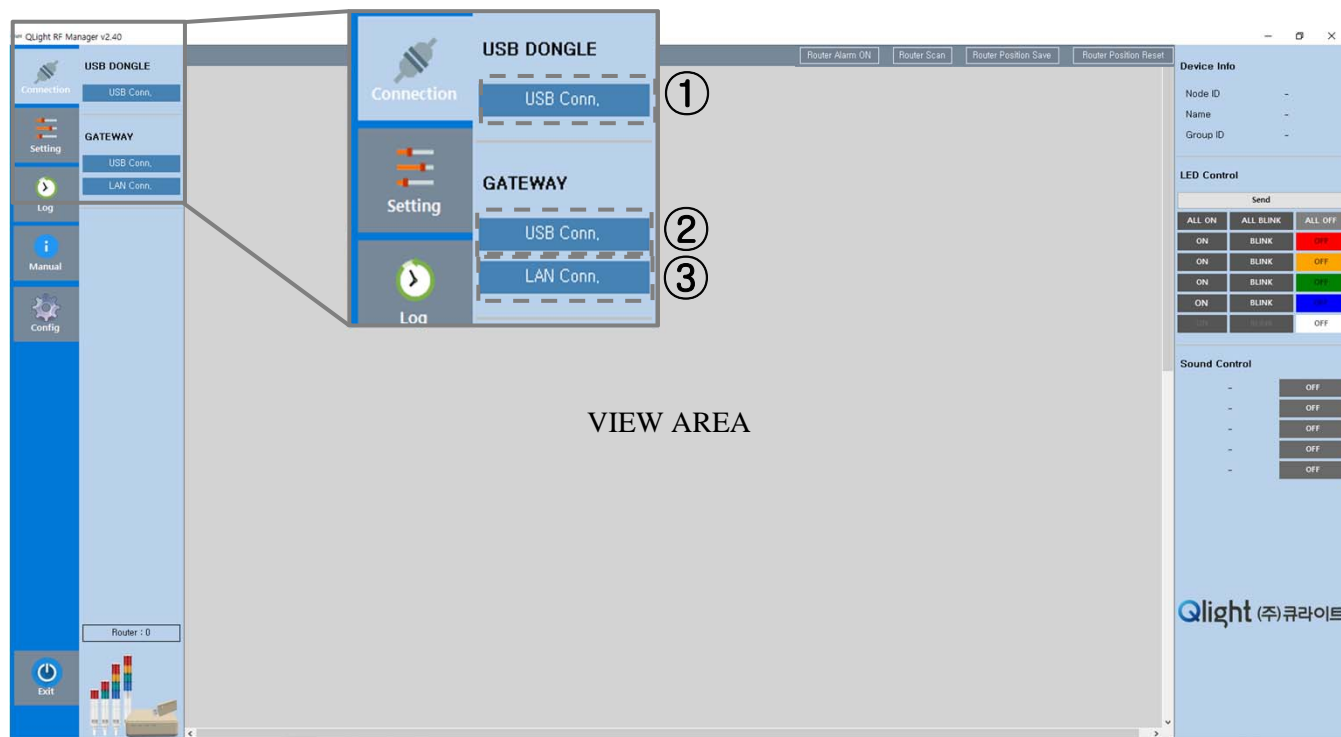 QLight RF Manager v2.40
Connection
Setting
Log
Manual
Config
Exit
USB DONGLE
USB Conn,
GATEWAY
USB Conn,
LAN Conn,
Router : 0
Connection
Setting
Log
USB DONGLE
USB Conn,
①
GATEWAY
USB Conn,
②
LAN Conn,
③
Router Alarm ON
Router Scan
Router Position Save
Router Position Reset
VIEW AREA
Device Info
Node ID -
Name -
Group ID -
LED Control
Send
ALL ON ALL BLINK ALL OFF
ON BLINK OFF
ON BLINK OFF
ON BLINK OFF
ON BLINK
ON BLINK OFF
Sound Control
- OFF
- OFF
- OFF
- OFF
- OFF
Qlight (주)큐라이트